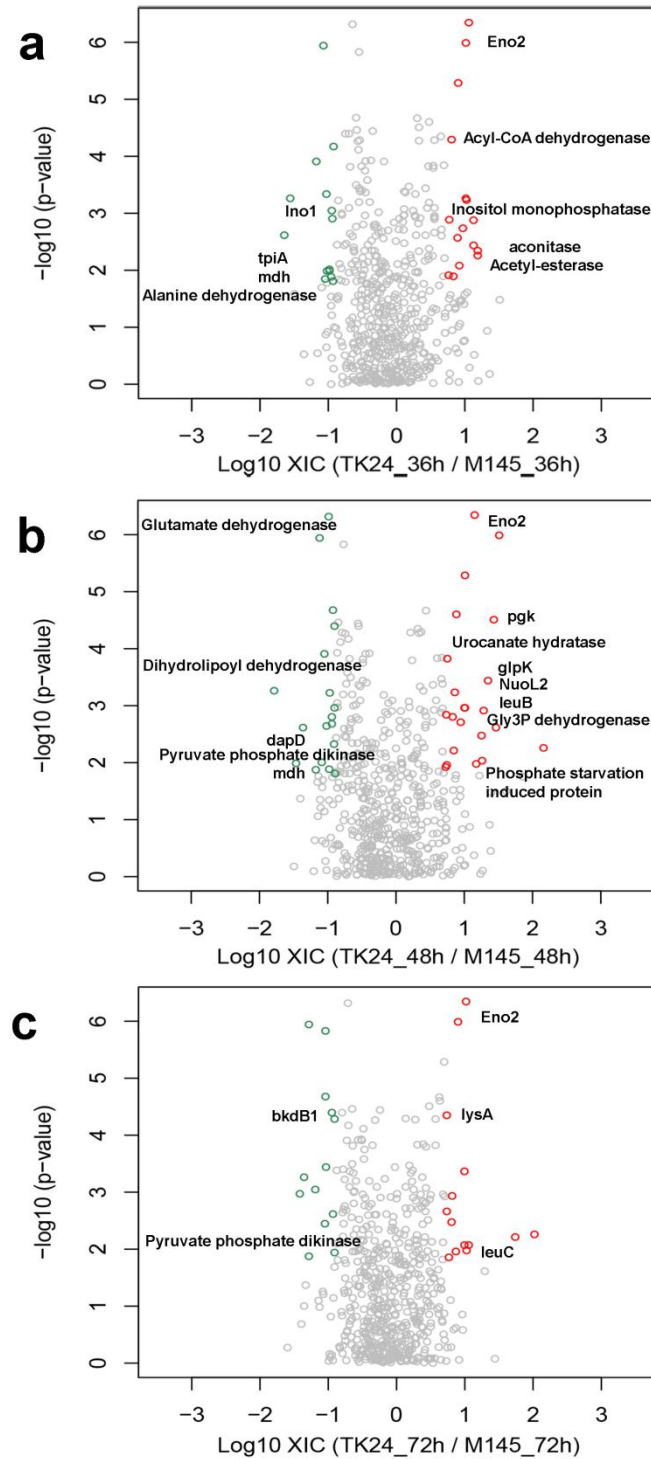 a
−log10 (p−value)
6
5
4
3
2
1
0
Eno2
Acyl-CoA dehydrogenase
Ino1
Inositol monophosphatase
tpiA
aconitase
mdh
Acetyl-esterase
Alanine dehydrogenase
−3 −2 −1 0 1 2 3
Log10 XIC (TK24_36h / M145_36h)
b
−log10 (p−value)
6
5
4
3
2
1
0
Glutamate dehydrogenase
Eno2
pgk
Urocanate hydratase
Dihydrolipoyl dehydrogenase
glpK
NuoL2
leuB
Gly3P dehydrogenase
dapD
Pyruvate phosphate dikinase
mdh
Phosphate starvation
induced protein
−3 −2 −1 0 1 2 3
Log10 XIC (TK24_48h / M145_48h)
c
−log10 (p−value)
6
5
4
3
2
1
0
Eno2
bkdB1
lysA
Pyruvate phosphate dikinase
leuC
−3 −2 −1 0 1 2 3
Log10 XIC (TK24_72h / M145_72h)